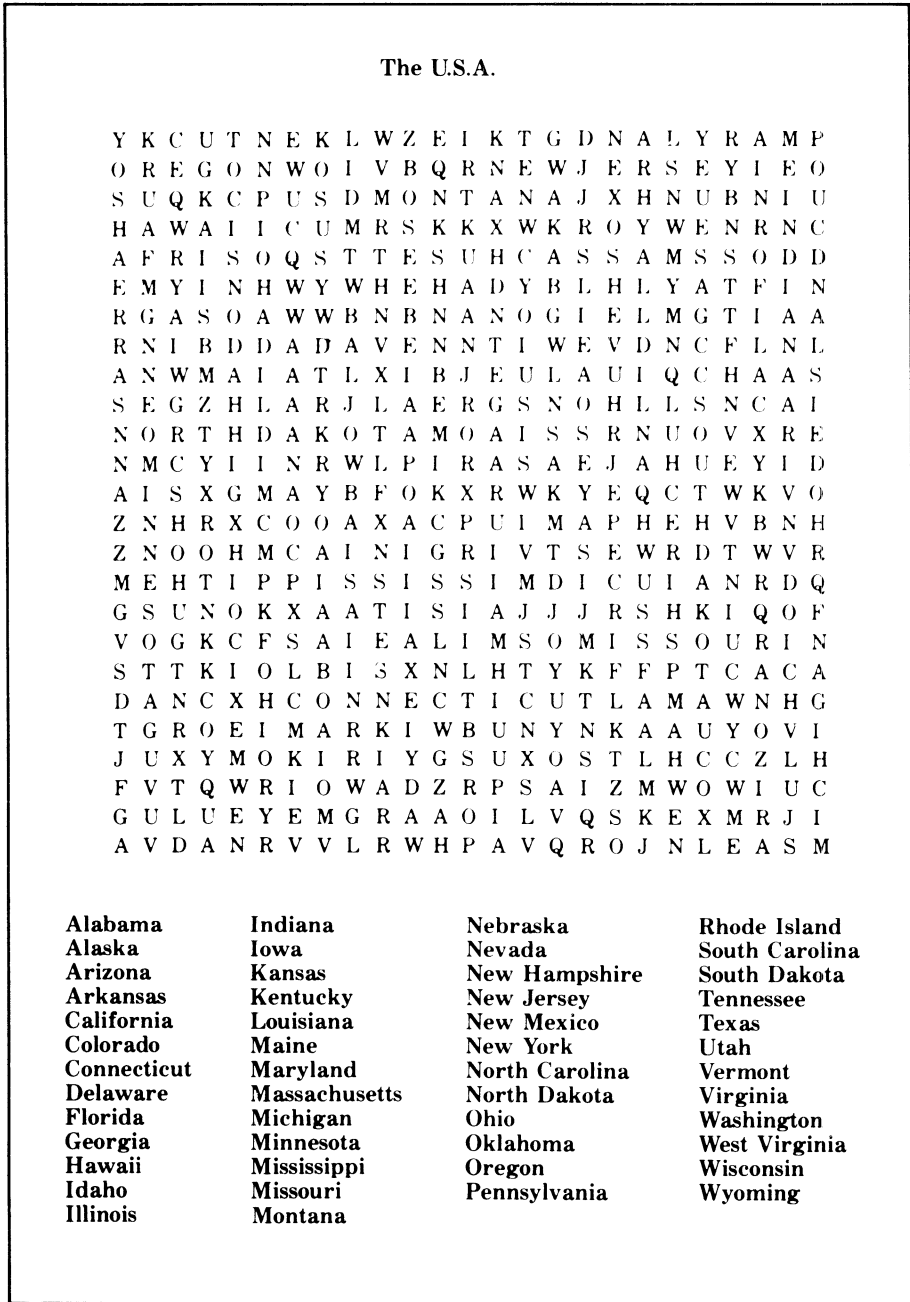 The U.S.A.
Y K C U T N E K L W Z E I K T G D N A L Y R A M P
O R E G O N W O I V B Q R N E W J E R S E Y I E O
S U Q K C P U S D M O N T A N A J X H N U B N I U
H A W A I I C U M R S K K X W K R O Y W E N R N C
A F R I S O Q S T T E S U H C A S S A M S S O D D
E M Y I N H W Y W H E H A D Y B L H L Y A T F I N
R G A S O A W W B N B N A N O G I E L M G T I A A
R N I B D D A D A V E N N T I W E V D N C F L N L
A N W M A I A T L X I B J E U L A U I Q C H A A S
S E G Z H L A R J L A E R G S N O H L L S N C A I
N O R T H D A K O T A M O A I S S R N U O V X R E
N M C Y I I N R W L P I R A S A E J A H U E Y I D
A I S X G M A Y B F O K X R W K Y E Q C T W K V O
Z N H R X C O O A X A C P U I M A P H E H V B N H
Z N O O H M C A I N I G R I V T S E W R D T W V R
M E H T I P P I S S I S S I M D I C U I A N R D Q
G S U N O K X A A T I S I A J J J R S H K I Q O F
V O G K C F S A I E A L I M S O M I S S O U R I N
S T T K I O L B I S X N L H T Y K F F P T C A C A
D A N C X H C O N N E C T I C U T L A M A W N H G
T G R O E I M A R K I W B U N Y N K A A U Y O V I
J U X Y M O K I R I Y G S U X O S T L H C C Z L H
F V T Q W R I O W A D Z R P S A I Z M W O W I U C
G U L U E Y E M G R A A O I L V Q S K E X M R J I
A V D A N R V V L R W H P A V Q R O J N L E A S M
Alabama Indiana Nebraska Rhode Island
Alaska Iowa Nevada South Carolina
Arizona Kansas New Hampshire South Dakota
Arkansas Kentucky New Jersey Tennessee
California Louisiana New Mexico Texas
Colorado Maine New York Utah
Connecticut Maryland North Carolina Vermont
Delaware Massachusetts North Dakota Virginia
Florida Michigan Ohio Washington
Georgia Minnesota Oklahoma West Virginia
Hawaii Mississippi Oregon Wisconsin
Idaho Missouri Pennsylvania Wyoming
Illinois Montana